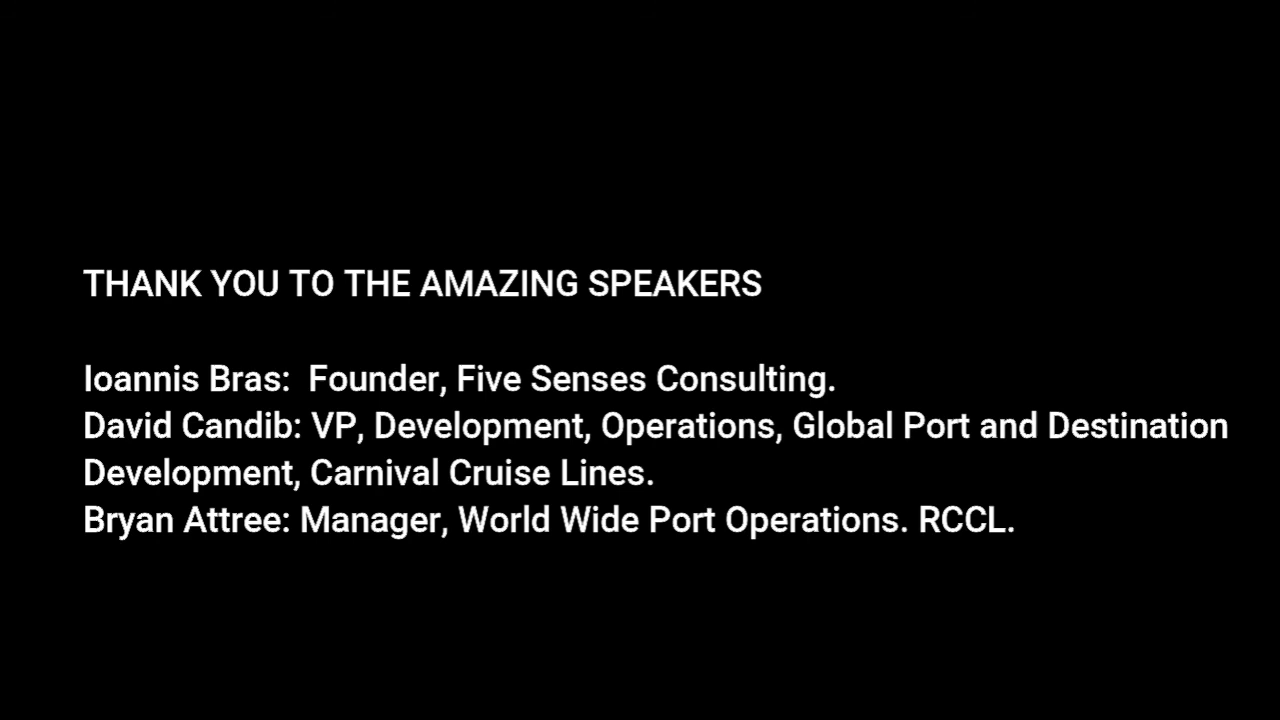 THANK YOU TO THE AMAZING SPEAKERS
Ioannis Bras:  Founder, Five Senses Consulting.
David Candib: VP, Development, Operations, Global Port and Destination
Development, Carnival Cruise Lines.
Bryan Attree: Manager, World Wide Port Operations. RCCL.